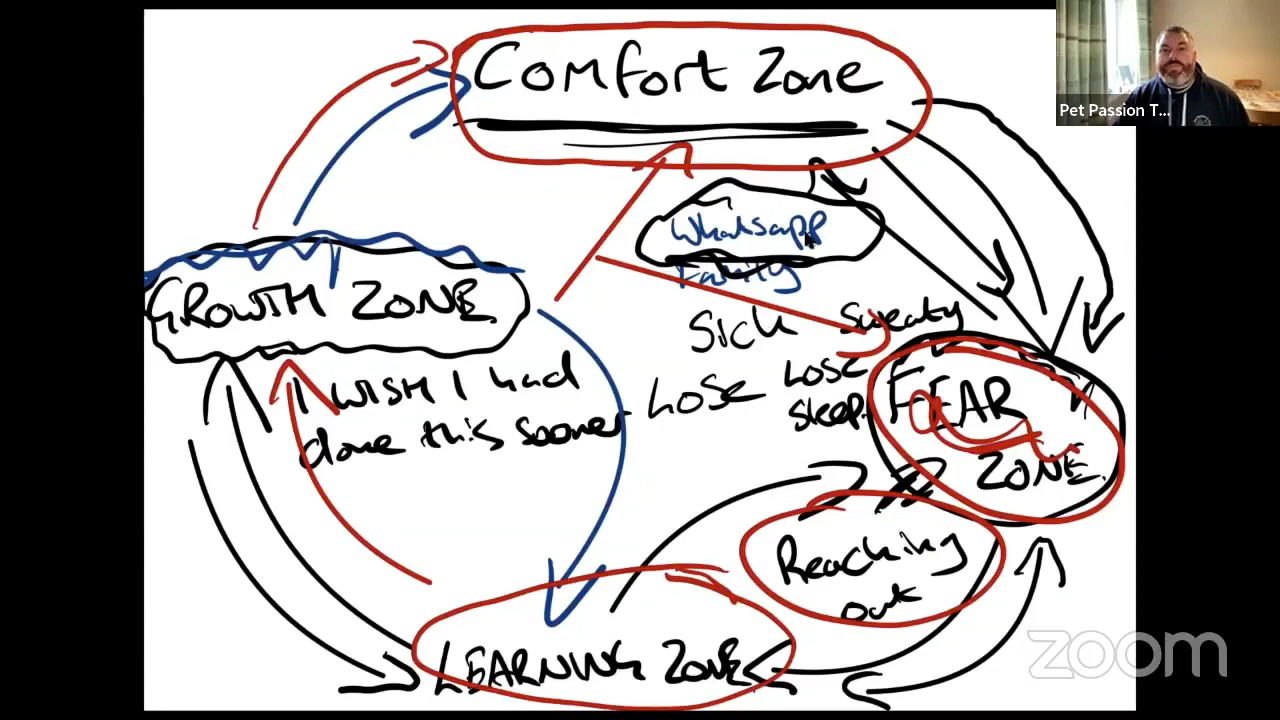 Comfort Zone
Pet Passion T...
Whatsapp
Family
Sick
Sweaty
GROWTH ZONE
I WISH I had
done this sooner
Lose
Lose
sleep.
FEAR
ZONE.
Reaching
out
LEARNING ZONE
zoom